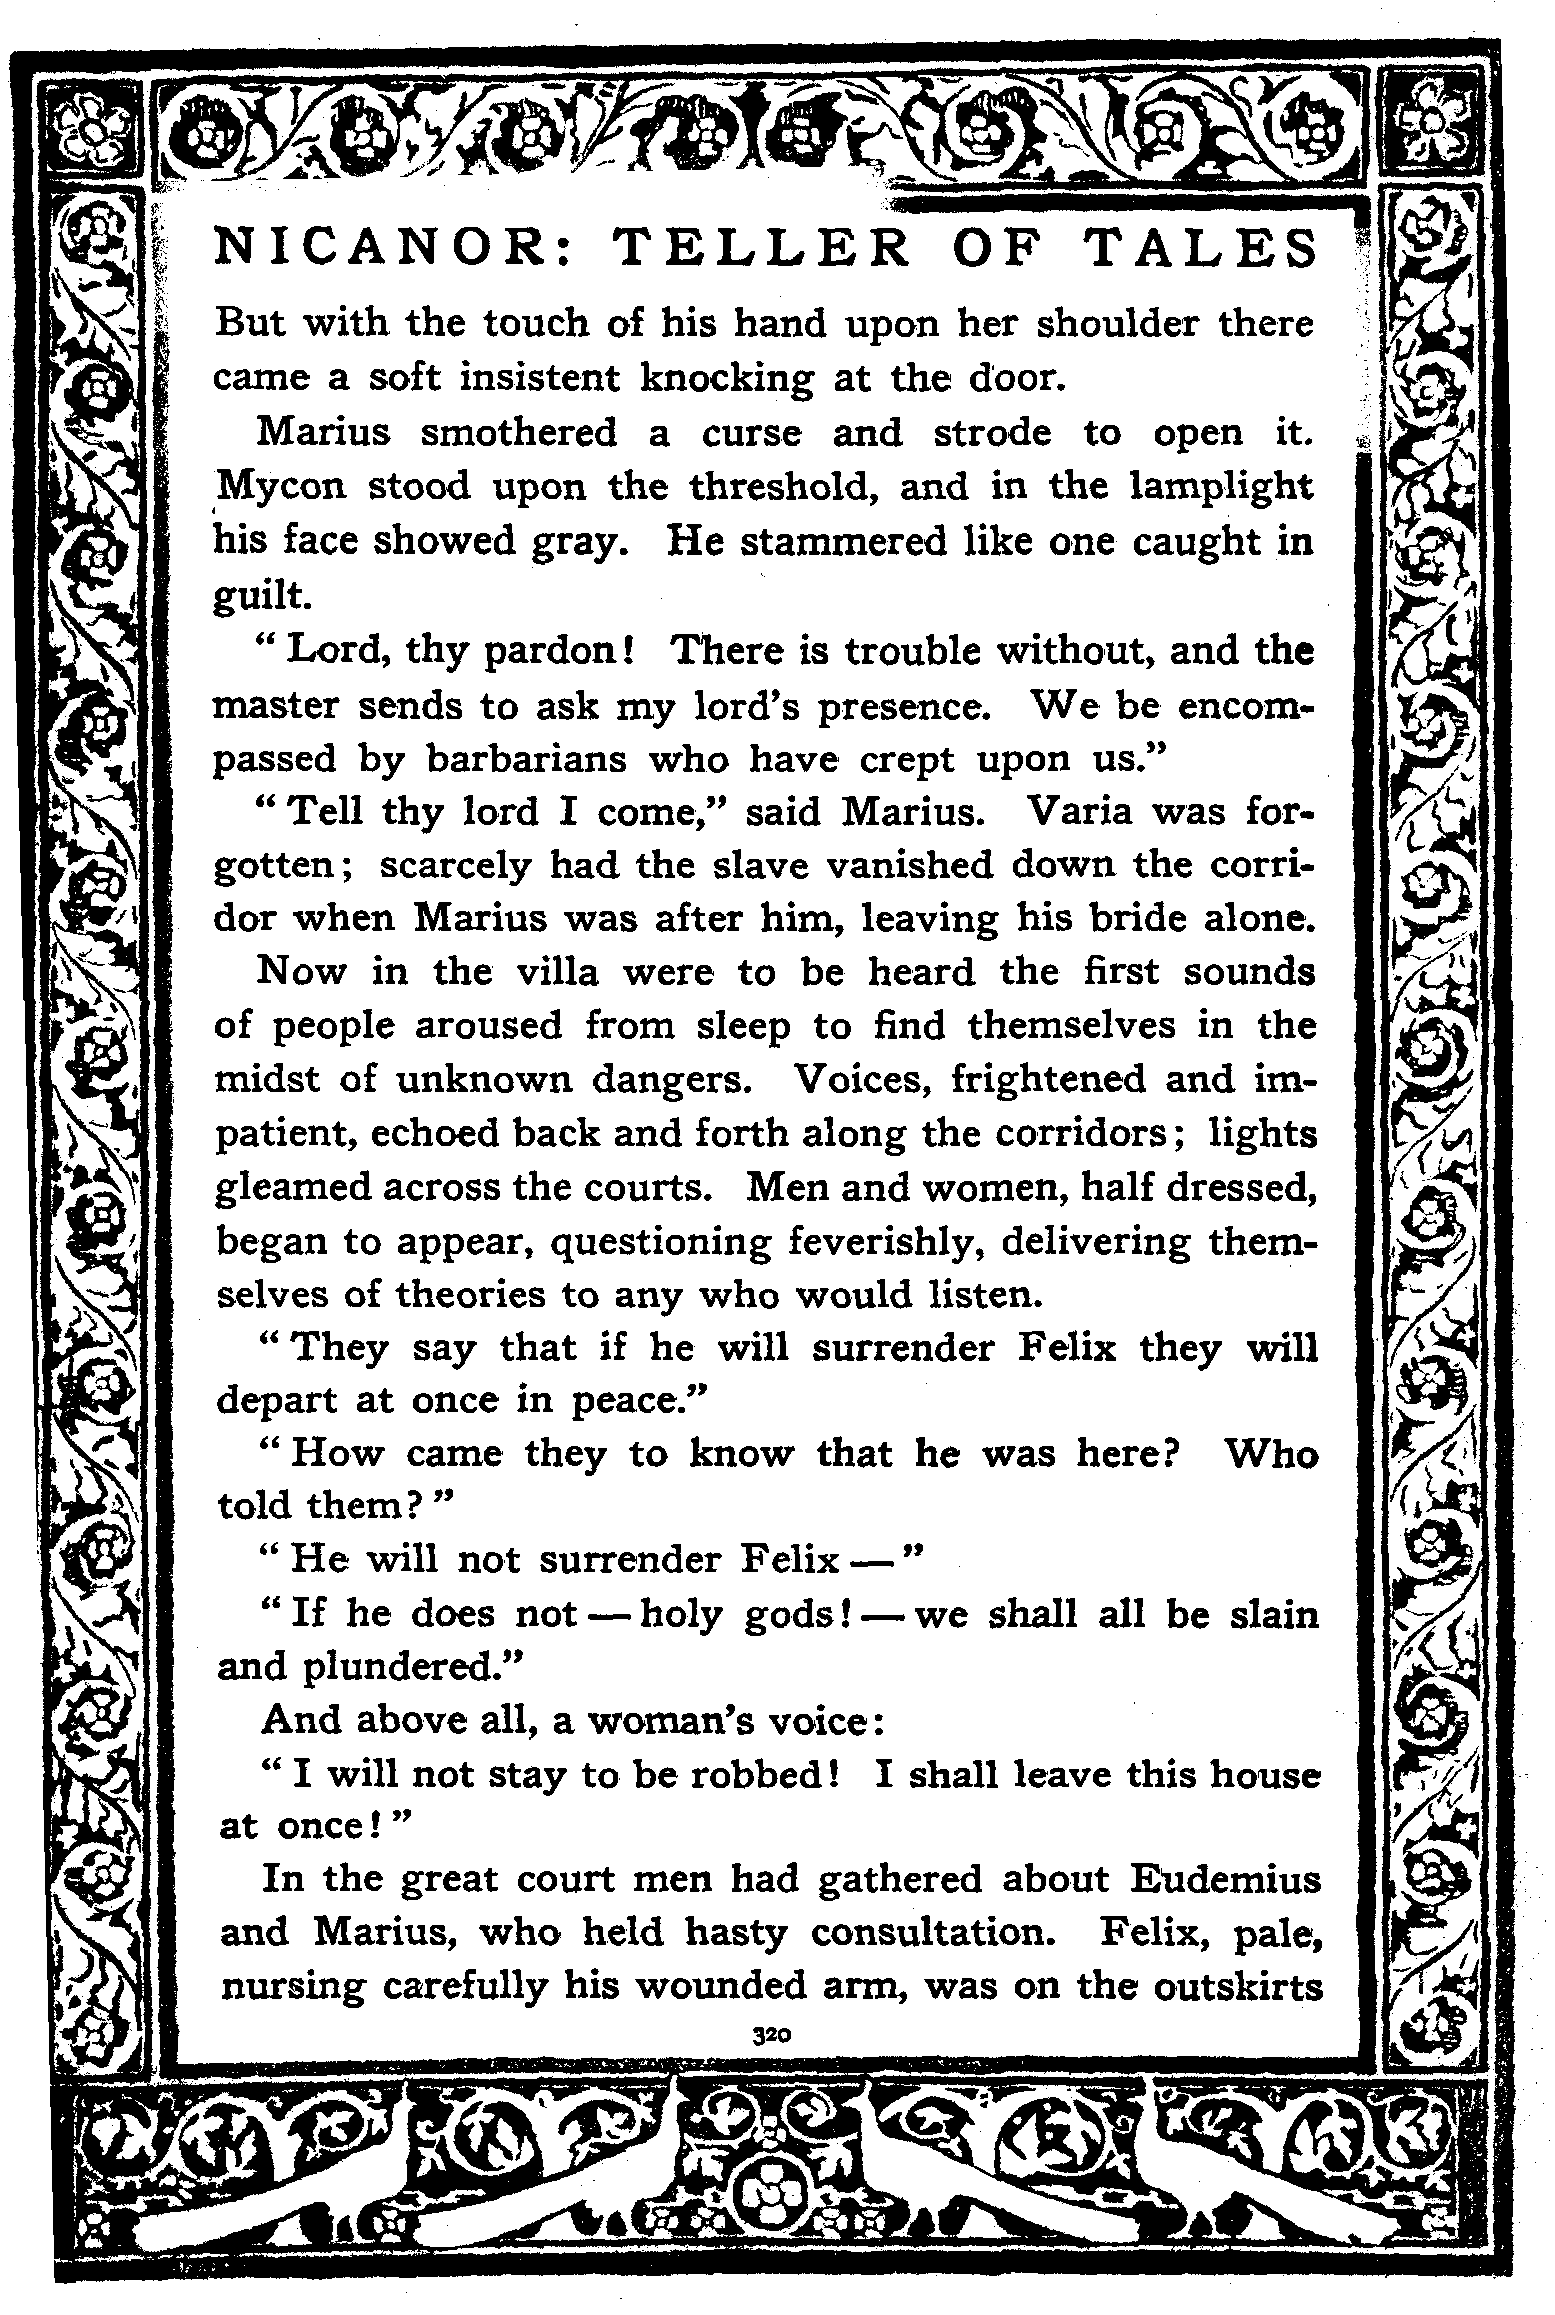 NICANOR: TELLER OF TALES
But with the touch of his hand upon her shoulder there
came a soft insistent knocking at the door.
Marius smothered a curse and strode to open it.
Mycon stood upon the threshold, and in the lamplight
his face showed gray. He stammered like one caught in
guilt.
“ Lord, thy pardon! There is trouble without, and the
master sends to ask my lord’s presence. We be encom-
passed by barbarians who have crept upon us.”
“ Tell thy lord I come,” said Marius. Varia was for-
gotten; scarcely had the slave vanished down the corri-
dor when Marius was after him, leaving his bride alone.
Now in the villa were to be heard the first sounds
of people aroused from sleep to find themselves in the
midst of unknown dangers. Voices, frightened and im-
patient, echoed back and forth along the corridors; lights
gleamed across the courts. Men and women, half dressed,
began to appear, questioning feverishly, delivering them-
selves of theories to any who would listen.
“ They say that if he will surrender Felix they will
depart at once in peace.”
“ How came they to know that he was here? Who
told them? ”
“ He will not surrender Felix — ”
“ If he does not — holy gods! — we shall all be slain
and plundered.”
And above all, a woman’s voice:
“ I will not stay to be robbed! I shall leave this house
at once! ”
In the great court men had gathered about Eudemius
and Marius, who held hasty consultation. Felix, pale,
nursing carefully his wounded arm, was on the outskirts
320